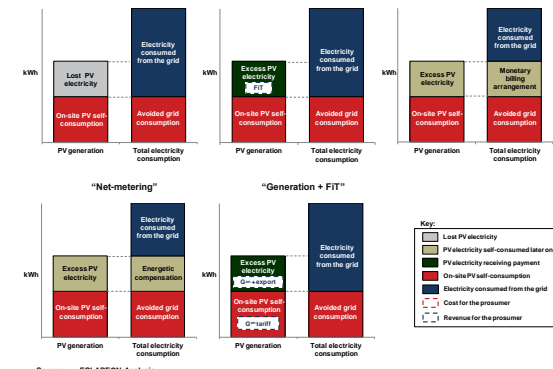 Electricity
consumed
from the grid
Lost PV
electricity
kWh
On-site PV self-
consumption
Avoided grid
consumption
PV generation
Total electricity
consumption
Electricity
consumed
from the grid
Excess PV
electricity
FiT
kWh
On-site PV self-
consumption
Avoided grid
consumption
PV generation
Total electricity
consumption
Electricity
consumed
from the grid
Excess PV
electricity
Monetary
billing
arrangement
kWh
On-site PV self-
consumption
Avoided grid
consumption
PV generation
Total electricity
consumption
“Net-metering”
Electricity
consumed
from the grid
Excess PV
electricity
Energetic
compensation
kWh
On-site PV self-
consumption
Avoided grid
consumption
PV generation
Total electricity
consumption
“Generation + FiT”
Electricity
consumed
from the grid
Excess PV
electricity
+export
kWh
On-site PV self-
consumption
tariff
Avoided grid
consumption
PV generation
Total electricity
consumption
Key:
Lost PV electricity
PV electricity self-consumed later on
PV electricity receiving payment
On-site PV self-consumption
Electricity consumed from the grid
Cost for the prosumer
Revenue for the prosumer